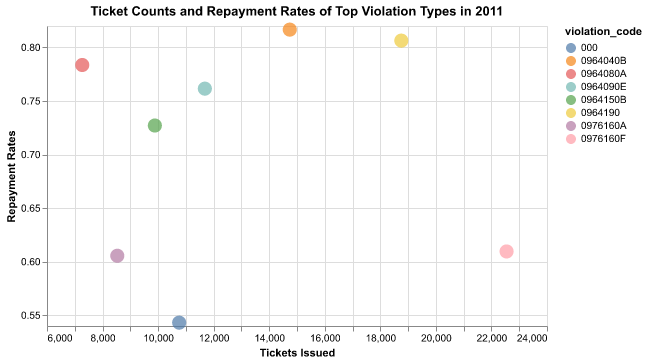 Ticket Counts and Repayment Rates of Top Violation Types in 2011
violation_code
000
0964040B
0964080A
0964090E
0964150B
0964190
0976160A
0976160F
Repayment Rates
0.80
0.75
0.70
0.65
0.60
0.55
6,000 8,000 10,000 12,000 14,000 16,000 18,000 20,000 22,000 24,000
Tickets Issued